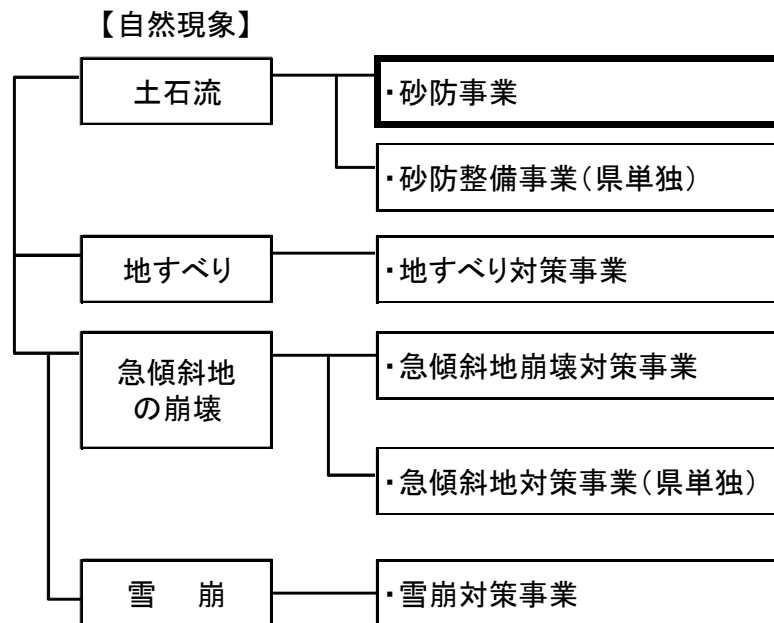 【自然現象】
土石流
・砂防事業
・砂防整備事業（県単独）
地すべり
・地すべり対策事業
急傾斜地
の崩壊
・急傾斜地崩壊対策事業
・急傾斜地対策事業（県単独）
雪　崩
・雪崩対策事業